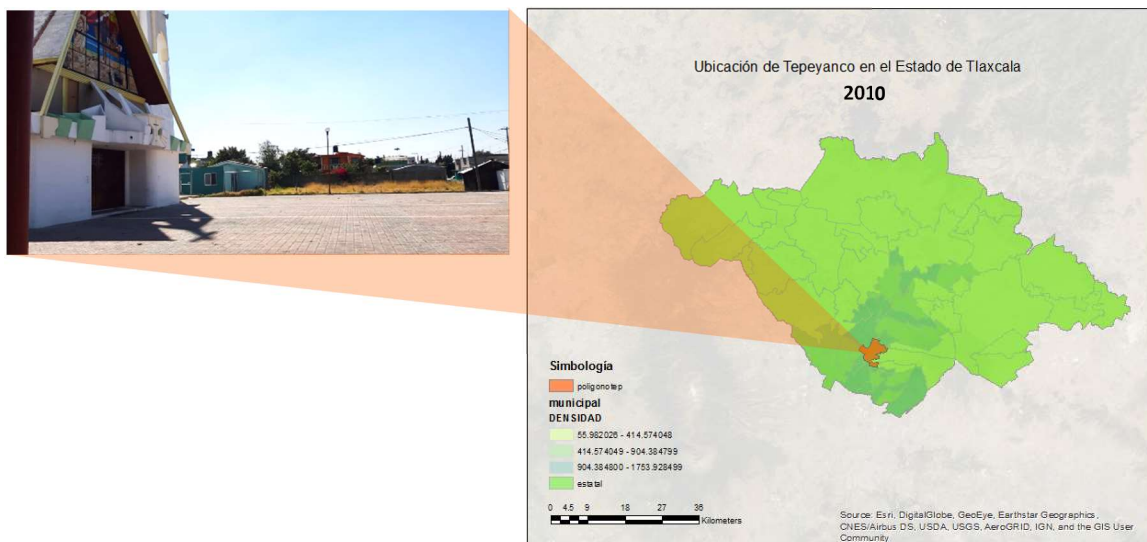 Ubicación de Tepeyanco en el Estado de Tlaxcala
2010
Simbología
poligonotep
municipal
DENSIDAD
55.982026 - 414.574048
414.574049 - 904.384799
904.384800 - 1753.928499
estatal
0 4.5 9 18 27 36
Kilometers
Source: Esri, DigitalGlobe, GeoEye, Earthstar Geographics,
CNES/Airbus DS, USDA, USGS, AeroGRID, IGN, and the GIS User
Community